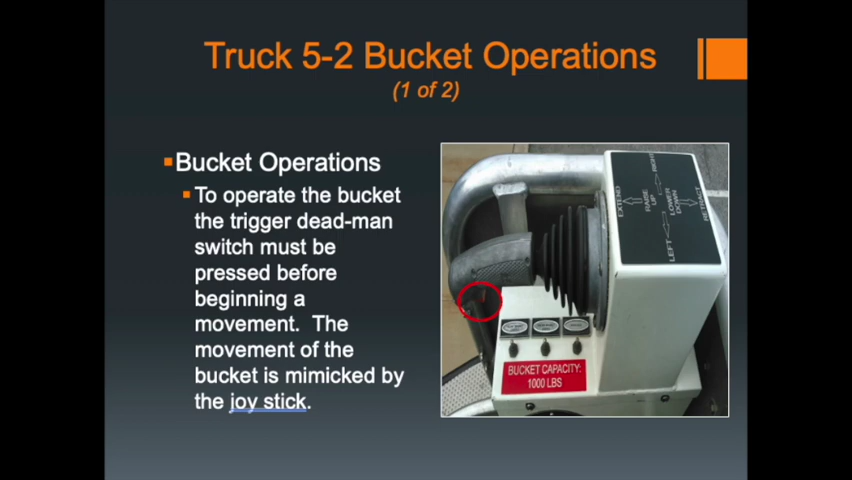 Truck 5-2 Bucket Operations
(1 of 2)
Bucket Operations
To operate the bucket
the trigger dead-man
switch must be
pressed before
beginning a
movement. The
movement of the
bucket is mimicked by
the joy stick.
EXTEND
RAISE
UP
RIGHT
LEFT
LOWER
DOWN
RETRACT
BUCKET CAPACITY:
1000 LBS